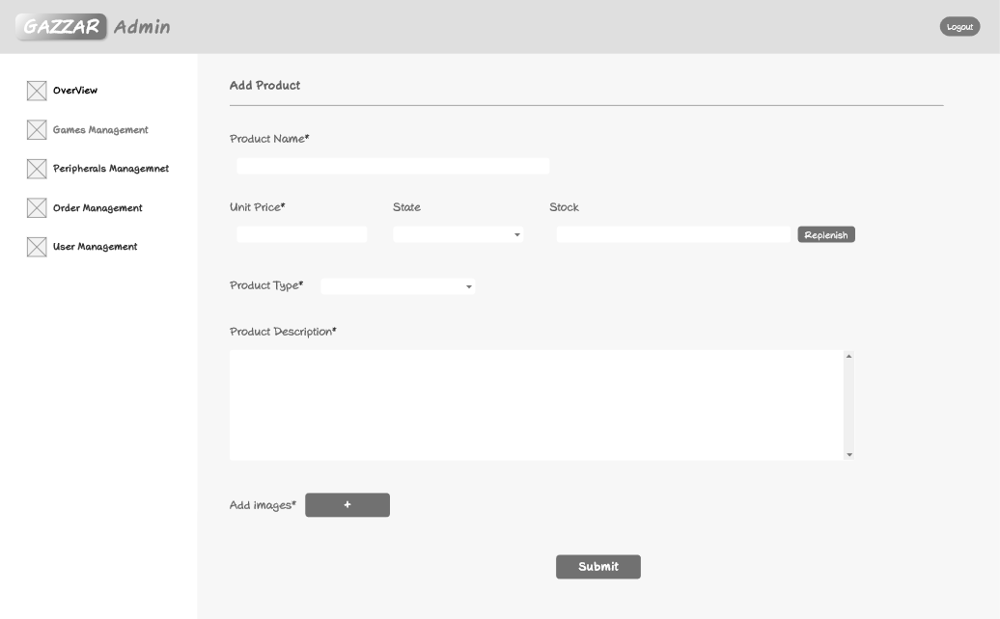 GAZZAR Admin
Logout
OverView
Games Management
Peripherals Managemnet
Order Management
User Management
Add Product
Product Name*
Unit Price* State Stock
Replenish
Product Type*
Product Description*
Add images* +
Submit